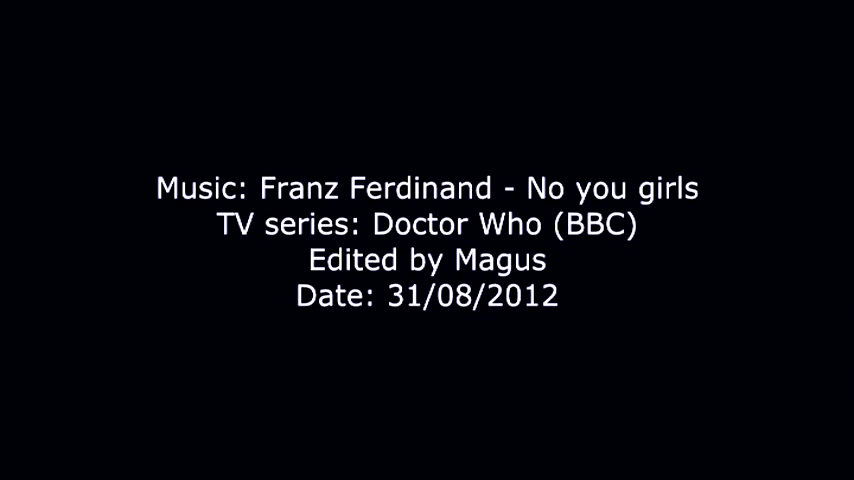 Music: Franz Ferdinand - No you girls
TV series: Doctor Who (BBC)
Edited by Magus
Date: 31/08/2012